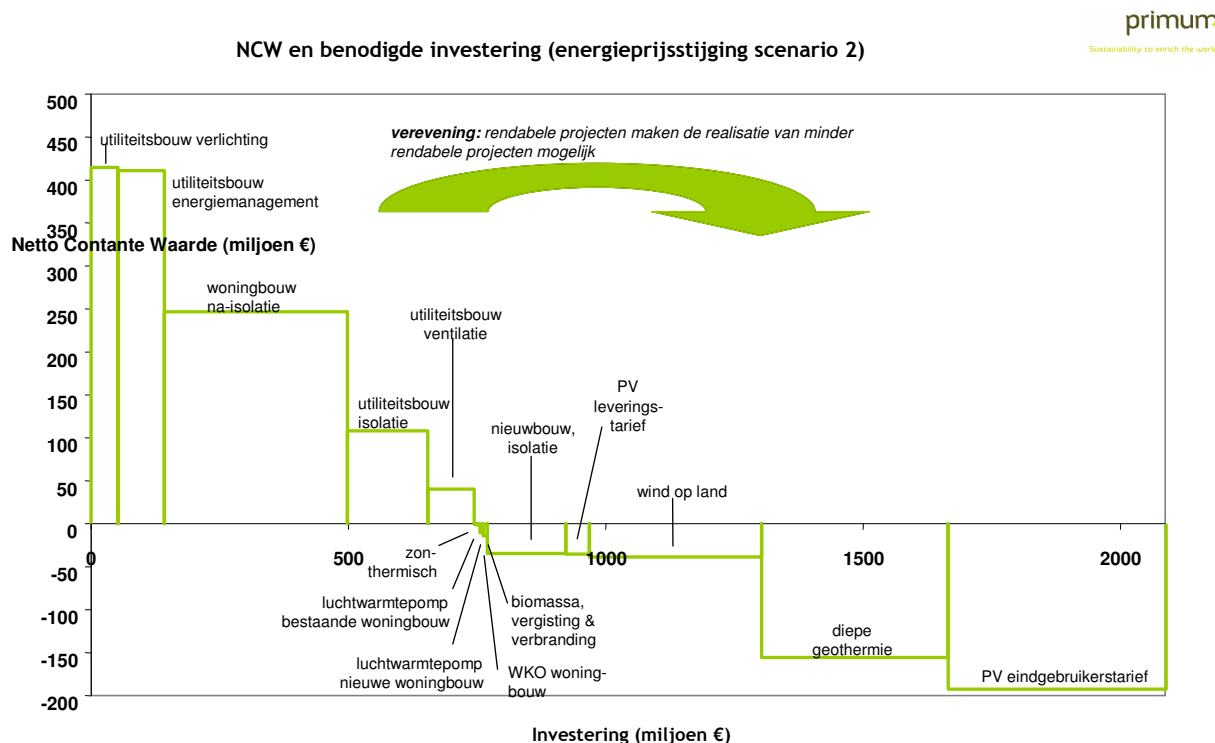 primum
Sustainability to enrich the world
NCW en benodigde investering (energieprijsstijging scenario 2)
500
450
400
350
300
250
200
150
100
50
0
-50
-100
-150
-200
Netto Contante Waarde (miljoen €)
utiliteitsbouw verlichting
utiliteitsbouw
energiemanagement
verevening: rendabele projecten maken de realisatie van minder
rendabele projecten mogelijk
woningbouw
na-isolatie
utiliteitsbouw
isolatie
utiliteitsbouw
ventilatie
nieuwbouw,
isolatie
PV
leverings-
tarief
wind op land
0
500
1000
1500
2000
zon-
thermisch
luchtwarmtepomp
bestaande woningbouw
luchtwarmtepomp
nieuwe woningbouw
biomassa,
vergisting &
verbranding
WKO woning-
bouw
diepe
geothermie
PV eindgebruikerstarief
Investering (miljoen €)